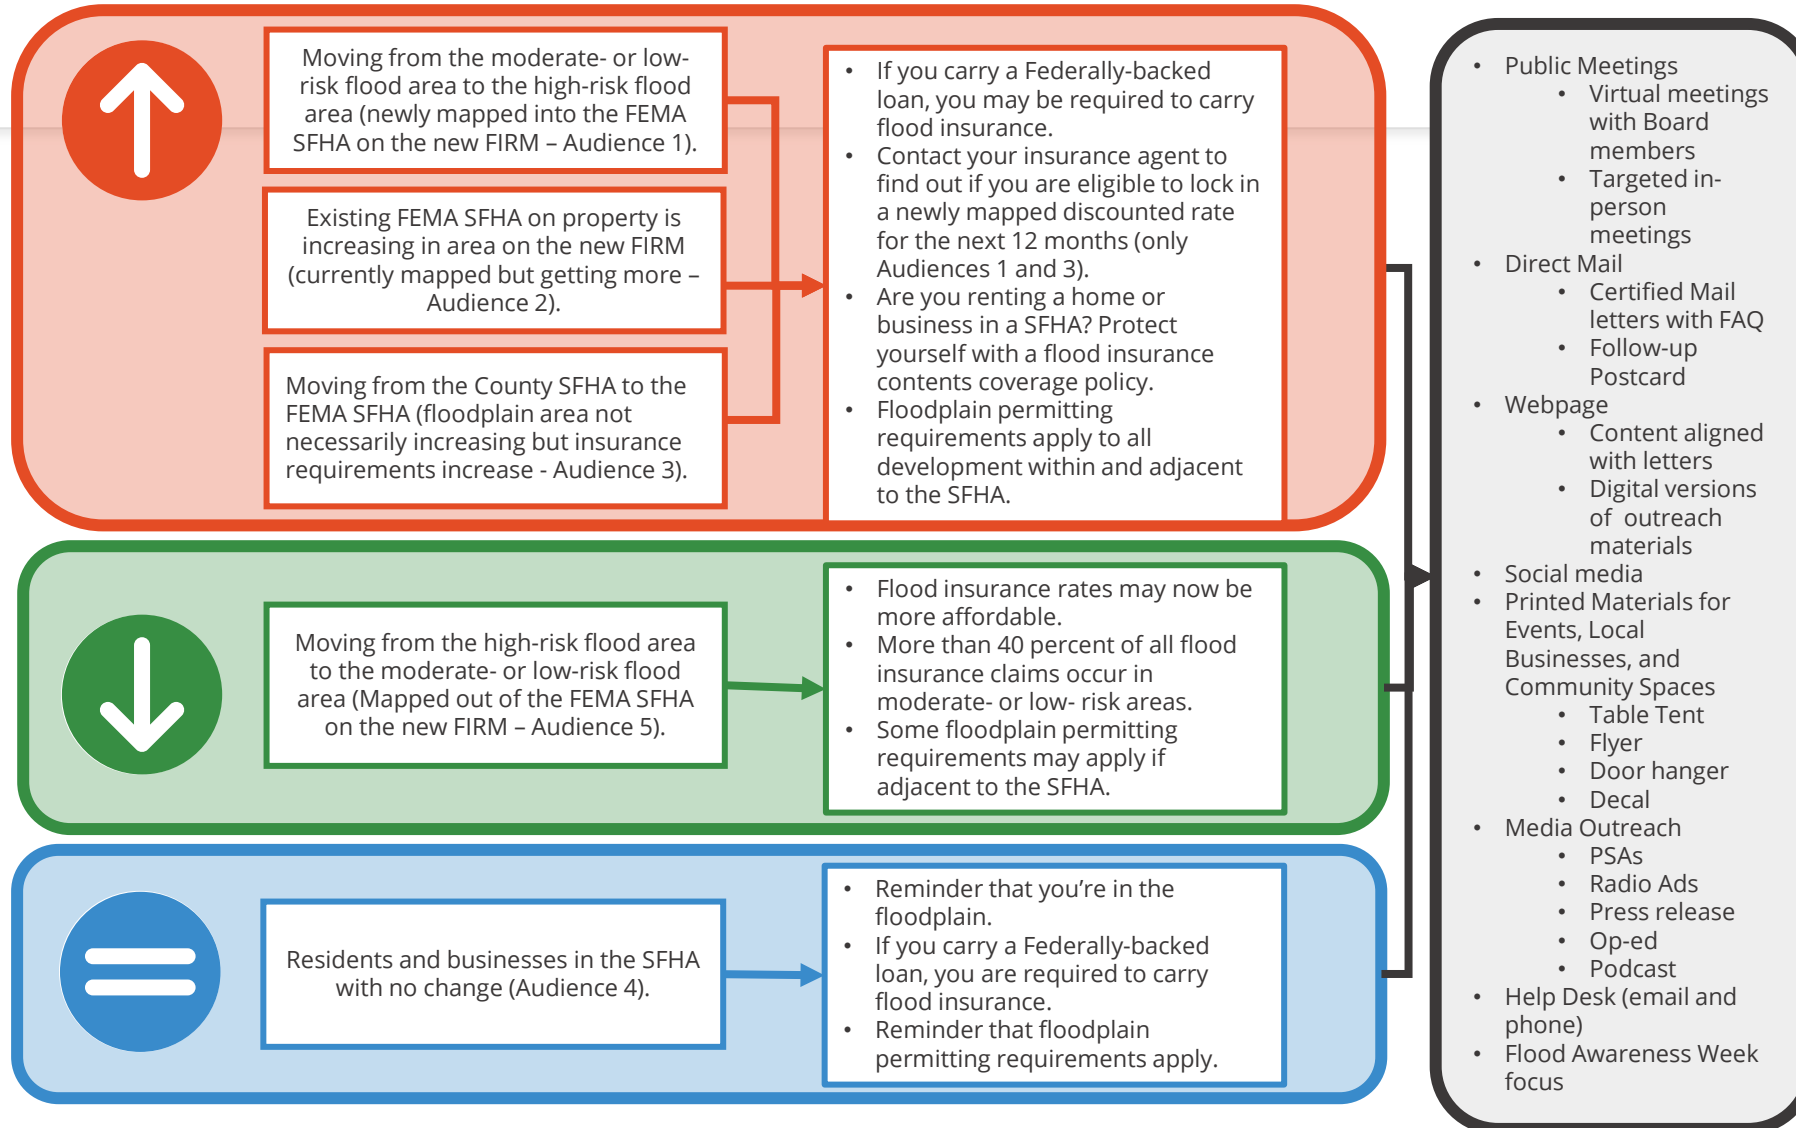 Moving from the moderate- or low-
risk flood area to the high-risk flood
area (newly mapped into the FEMA
SFHA on the new FIRM – Audience 1).
Existing FEMA SFHA on property is
increasing in area on the new FIRM
(currently mapped but getting more –
Audience 2).
Moving from the County SFHA to the
FEMA SFHA (floodplain area not
necessarily increasing but insurance
requirements increase - Audience 3).
• If you carry a Federally-backed
loan, you may be required to carry
flood insurance.
• Contact your insurance agent to
find out if you are eligible to lock in
a newly mapped discounted rate
for the next 12 months (only
Audiences 1 and 3).
• Are you renting a home or
business in a SFHA? Protect
yourself with a flood insurance
contents coverage policy.
• Floodplain permitting
requirements apply to all
development within and adjacent
to the SFHA.
Moving from the high-risk flood area
to the moderate- or low-risk flood
area (Mapped out of the FEMA SFHA
on the new FIRM – Audience 5).
• Flood insurance rates may now be
more affordable.
• More than 40 percent of all flood
insurance claims occur in
moderate- or low- risk areas.
• Some floodplain permitting
requirements may apply if
adjacent to the SFHA.
Residents and businesses in the SFHA
with no change (Audience 4).
• Reminder that you’re in the
floodplain.
• If you carry a Federally-backed
loan, you are required to carry
flood insurance.
• Reminder that floodplain
permitting requirements apply.
• Public Meetings
• Virtual meetings
with Board
members
• Targeted in-
person
meetings
• Direct Mail
• Certified Mail
letters with FAQ
• Follow-up
Postcard
• Webpage
• Content aligned
with letters
• Digital versions
of outreach
materials
• Social media
• Printed Materials for
Events, Local
Businesses, and
Community Spaces
• Table Tent
• Flyer
• Door hanger
• Decal
• Media Outreach
• PSAs
• Radio Ads
• Press release
• Op-ed
• Podcast
• Help Desk (email and
phone)
• Flood Awareness Week
focus